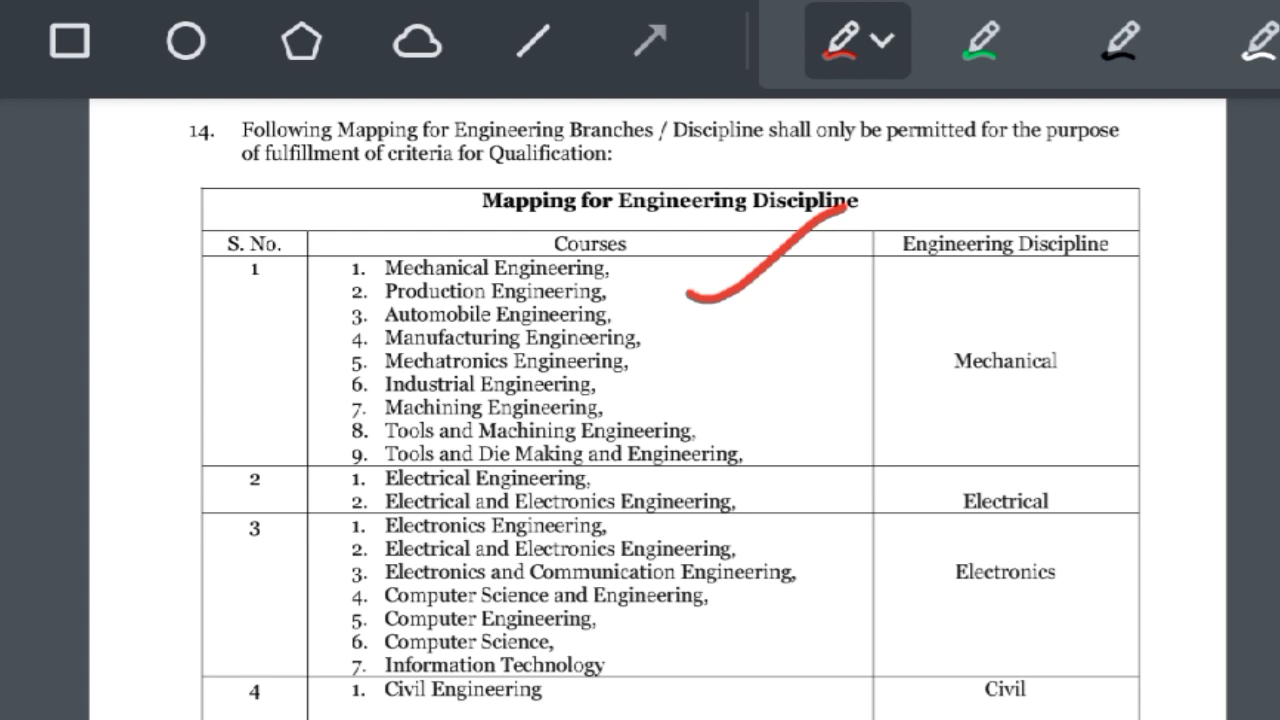 14. Following Mapping for Engineering Branches / Discipline shall only be permitted for the purpose
of fulfillment of criteria for Qualification:
Mapping for Engineering Discipline
S. No. Courses Engineering Discipline
1 1. Mechanical Engineering,
2. Production Engineering,
3. Automobile Engineering,
4. Manufacturing Engineering,
5. Mechatronics Engineering, Mechanical
6. Industrial Engineering,
7. Machining Engineering,
8. Tools and Machining Engineering,
9. Tools and Die Making and Engineering,
2 1. Electrical Engineering,
2. Electrical and Electronics Engineering, Electrical
3 1. Electronics Engineering,
2. Electrical and Electronics Engineering,
3. Electronics and Communication Engineering, Electronics
4. Computer Science and Engineering,
5. Computer Engineering,
6. Computer Science,
7. Information Technology
4 1. Civil Engineering Civil